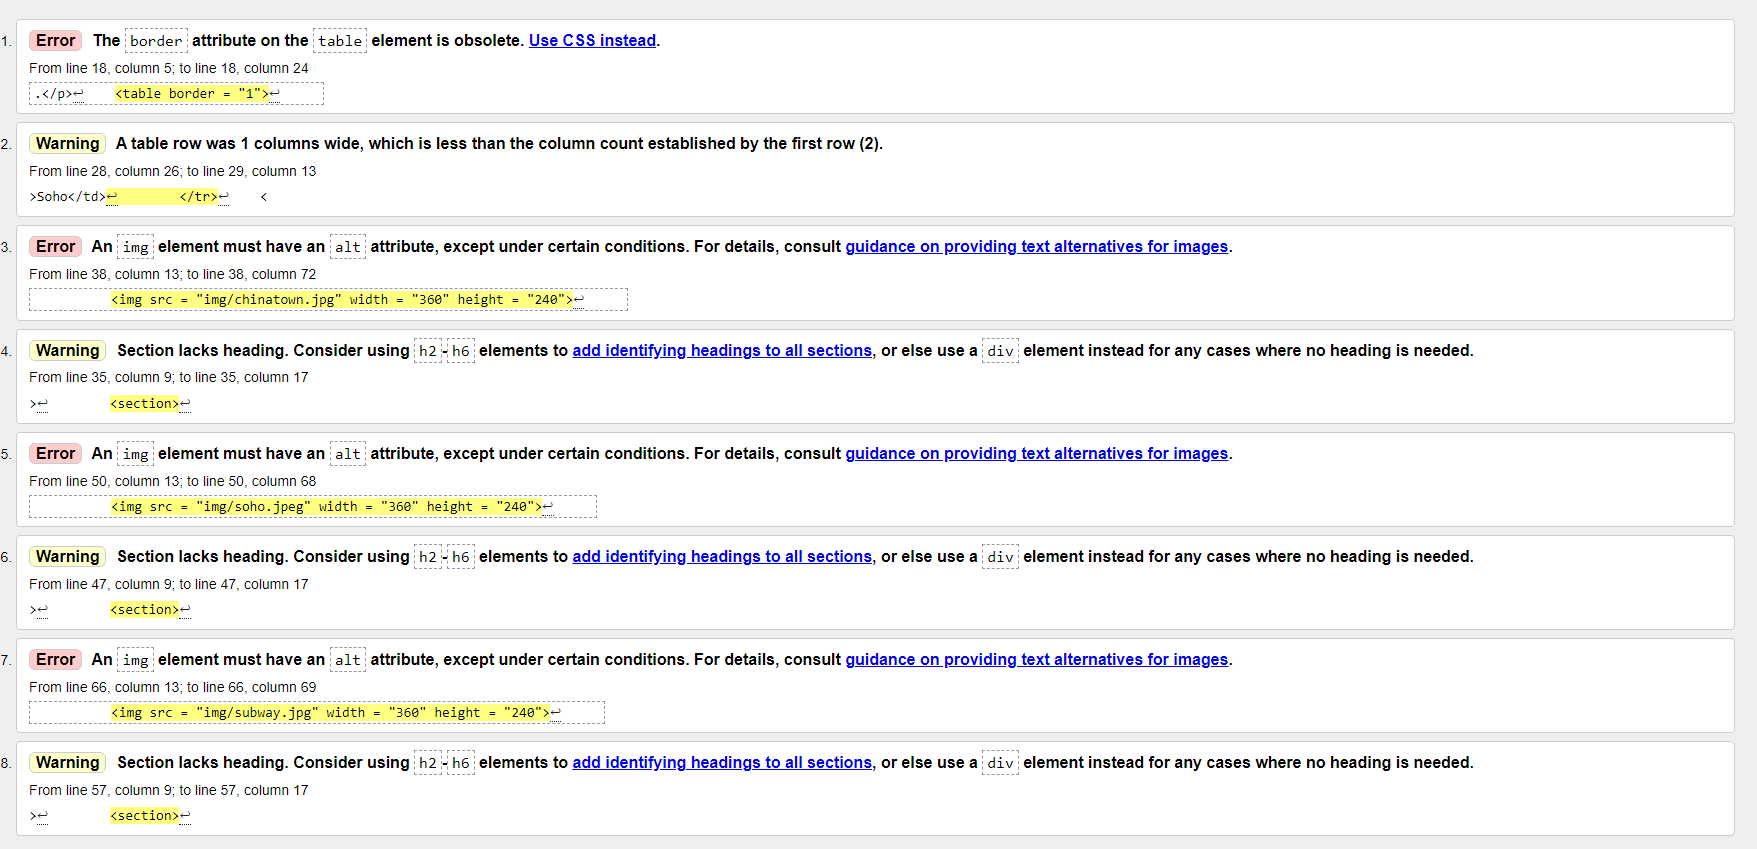 1. Error The border attribute on the table element is obsolete. Use CSS instead.
From line 18, column 5; to line 18, column 24
.</p>↩ <table border = "1">↩
2. Warning A table row was 1 columns wide, which is less than the column count established by the first row (2).
From line 28, column 26; to line 29, column 13
>Soho</td>↩ </tr>↩ <
3. Error An img element must have an alt attribute, except under certain conditions. For details, consult guidance on providing text alternatives for images.
From line 38, column 13; to line 38, column 72
<img src = "img/chinatown.jpg" width = "360" height = "240">↩
4. Warning Section lacks heading. Consider using h2-h6 elements to add identifying headings to all sections, or else use a div element instead for any cases where no heading is needed.
From line 35, column 9; to line 35, column 17
>↩ <section>↩
5. Error An img element must have an alt attribute, except under certain conditions. For details, consult guidance on providing text alternatives for images.
From line 50, column 13; to line 50, column 68
<img src = "img/soho.jpeg" width = "360" height = "240">↩
6. Warning Section lacks heading. Consider using h2-h6 elements to add identifying headings to all sections, or else use a div element instead for any cases where no heading is needed.
From line 47, column 9; to line 47, column 17
>↩ <section>↩
7. Error An img element must have an alt attribute, except under certain conditions. For details, consult guidance on providing text alternatives for images.
From line 66, column 13; to line 66, column 69
<img src = "img/subway.jpg" width = "360" height = "240">↩
8. Warning Section lacks heading. Consider using h2-h6 elements to add identifying headings to all sections, or else use a div element instead for any cases where no heading is needed.
From line 57, column 9; to line 57, column 17
>↩ <section>↩